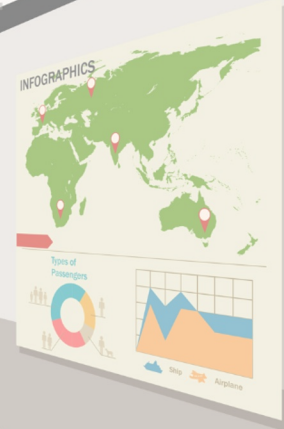 INFOGRAPHICS
Types of
Passengers
Ship
Airplane